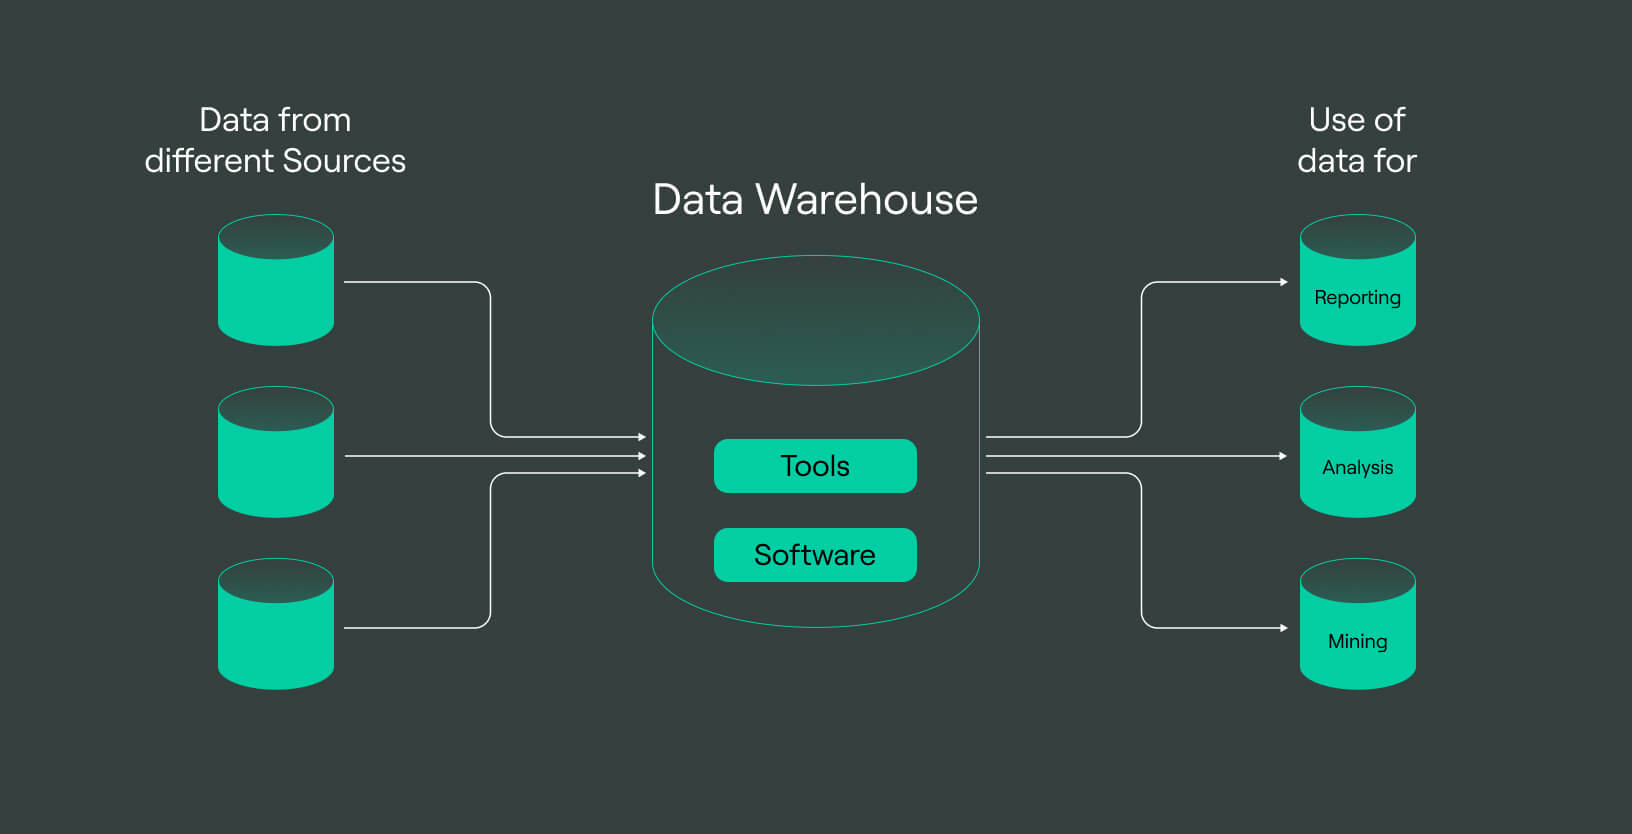 Data from
different Sources
Data Warehouse
Tools
Software
Use of
data for
Reporting
Analysis
Mining